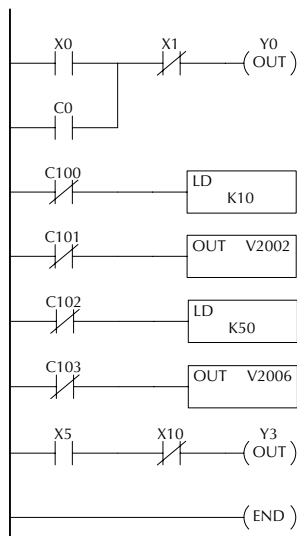 X0 X1 Y0
OUT
C0
C100
LD
K10
C101
OUT V2002
C102
LD
K50
C103
OUT V2006
X5 X10 Y3
OUT
END